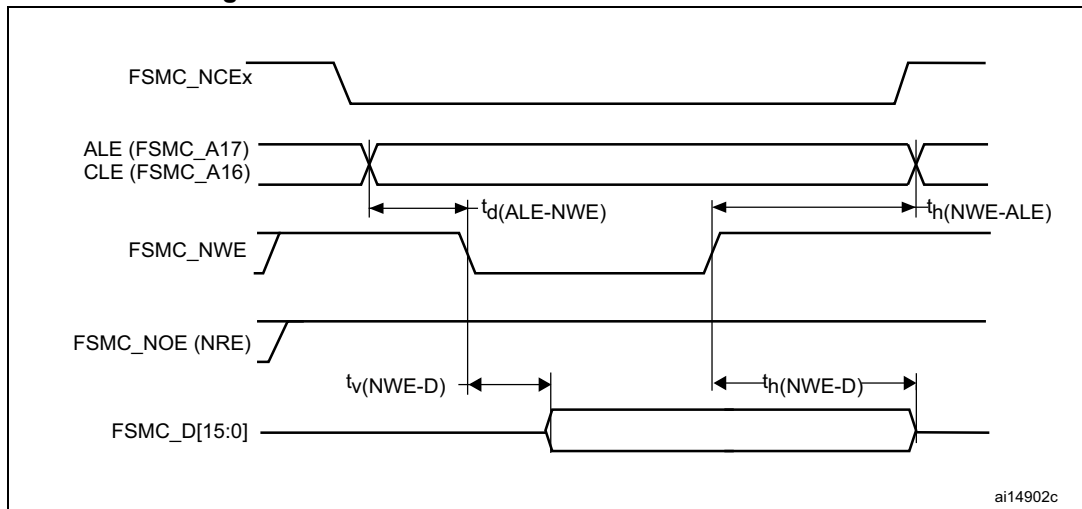 FSMC_NCEx
ALE (FSMC_A17)
CLE (FSMC_A16)
td(ALE-NWE)
th(NWE-ALE)
FSMC_NWE
FSMC_NOE (NRE)
tv(NWE-D)
th(NWE-D)
FSMC_D[15:0]
ai14902c